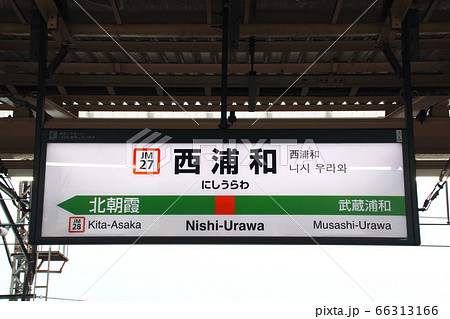 JM
27
西浦和
にしうらわ
西浦和
니시 우라와
北朝霞
武蔵浦和
JM
28
Kita-Asaka
Nishi-Urawa
Musashi-Urawa
PIXTA
pixta.jp - 66313166